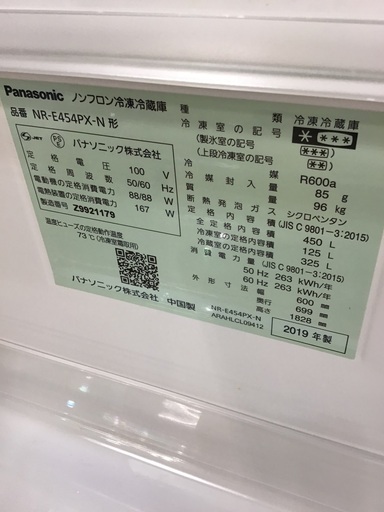 Panasonic ノンフロン冷凍冷蔵庫
品番 NR-E454PX-N 形
JET PS E パナソニック株式会社
定格電圧 100 V
定格周波数 50/60 Hz
電動機の定格消費電力 88/88 W
電熱装置の定格消費電力 167 W
製造番号 Z9921179
温度ヒューズの定格動作温度
73℃(冷凍室霜取用)
パナソニック株式会社 中国製
種類 冷凍冷蔵庫
冷凍室の記号 ****
(製氷室の記号) (***)
(上段冷凍室の記号) (**)
冷媒 R600a
冷媒封入量 85 g
質量 96 kg
断熱発泡ガス シクロペンタン
定格内容積 (JIS C 9801-3:2015)
全定格内容積 450 L
冷凍室の定格内容積 125 L
冷蔵室の定格内容積 325 L
消費電力量 (JIS C 9801-3:2015)
50 Hz 263 kWh/年
60 Hz 263 kWh/年
外形寸法 幅 600 mm
奥行 699 mm
高さ 1828 mm
NR-E454PX-N
ARAHLCL09412
2019 年製